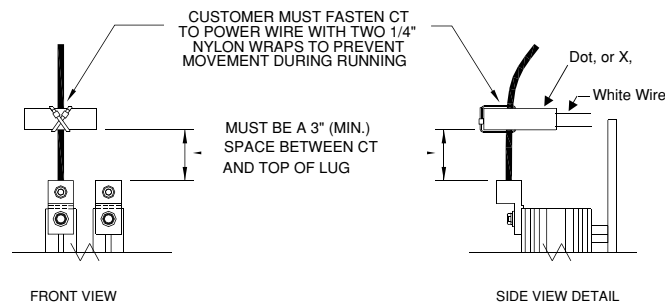 CUSTOMER MUST FASTEN CT
TO POWER WIRE WITH TWO 1/4"
NYLON WRAPS TO PREVENT
MOVEMENT DURING RUNNING
Dot, or X,
White Wire
MUST BE A 3" (MIN.)
SPACE BETWEEN CT
AND TOP OF LUG
FRONT VIEW
SIDE VIEW DETAIL